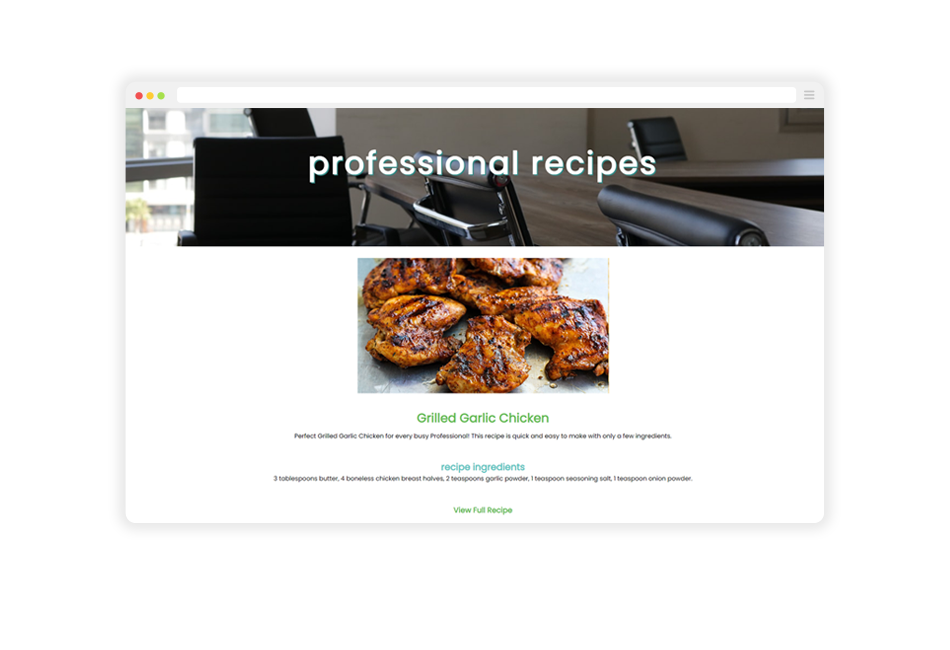 professional recipes
Grilled Garlic Chicken
Perfect Grilled Garlic Chicken for every busy Professional! This recipe is quick and easy to make with only a few ingredients.
recipe ingredients
3 tablespoons butter, 4 boneless chicken breast halves, 2 teaspoons garlic powder, 1 teaspoon seasoning salt, 1 teaspoon onion powder.
View Full Recipe